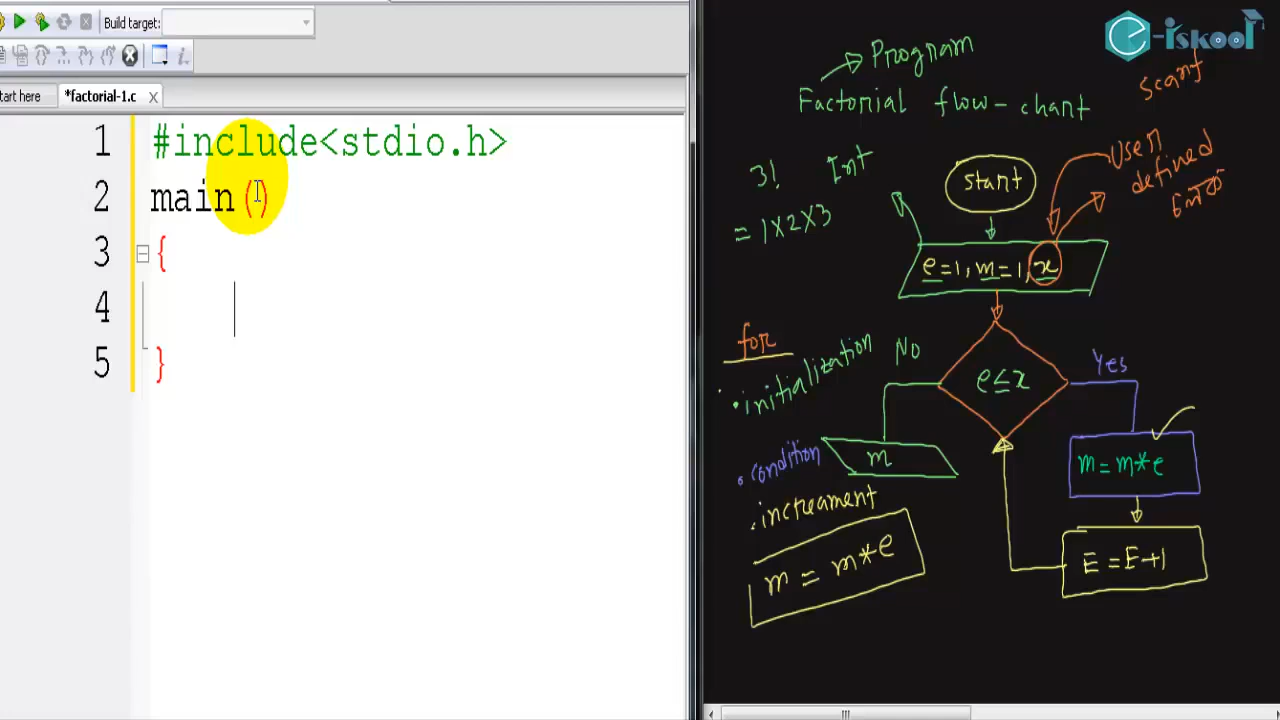 Build target:
tart here
*factorial-1.c
1 #include<stdio.h>
2 main()
3 {
4
5 }
e-iskool
Program
Factorial flow-chart
scanf
3! Int
= 1X2X3
start
User
defined
e=1, m=1, x
for
.initialization
.condition
.increament
m = m*e
No
e≤x
Yes
m
m=m*e
E=E+1